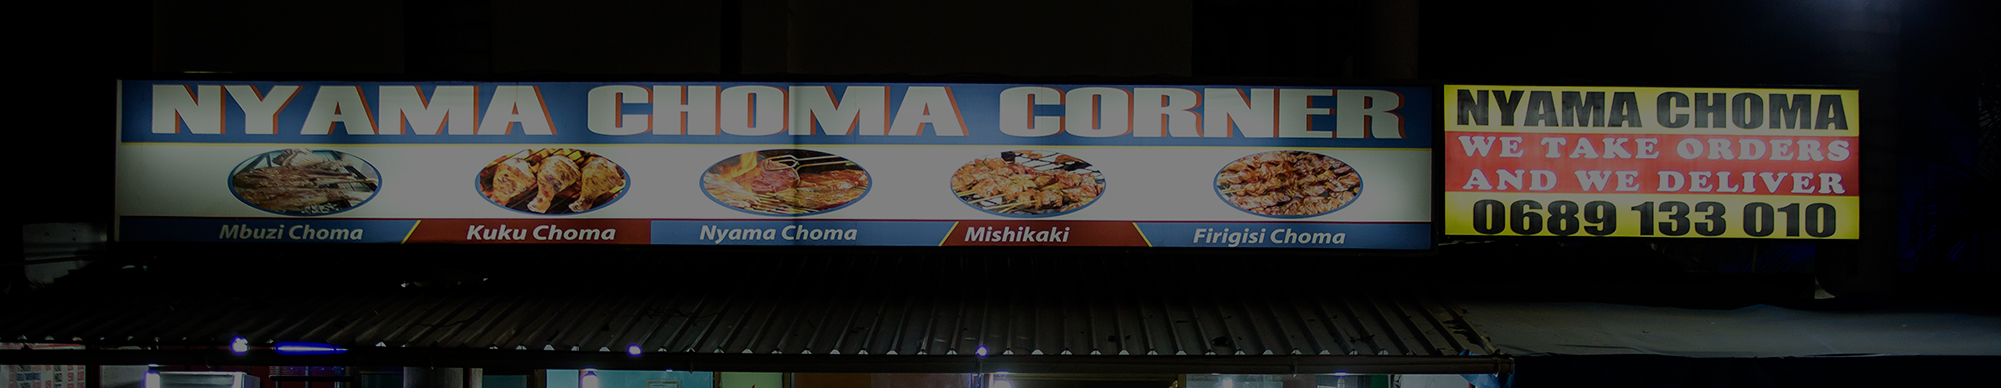 NYAMA CHOMA CORNER
Mbuzi Choma
Kuku Choma
Nyama Choma
Mishikaki
Firigisi Choma
NYAMA CHOMA
WE TAKE ORDERS
AND WE DELIVER
0689 133 010